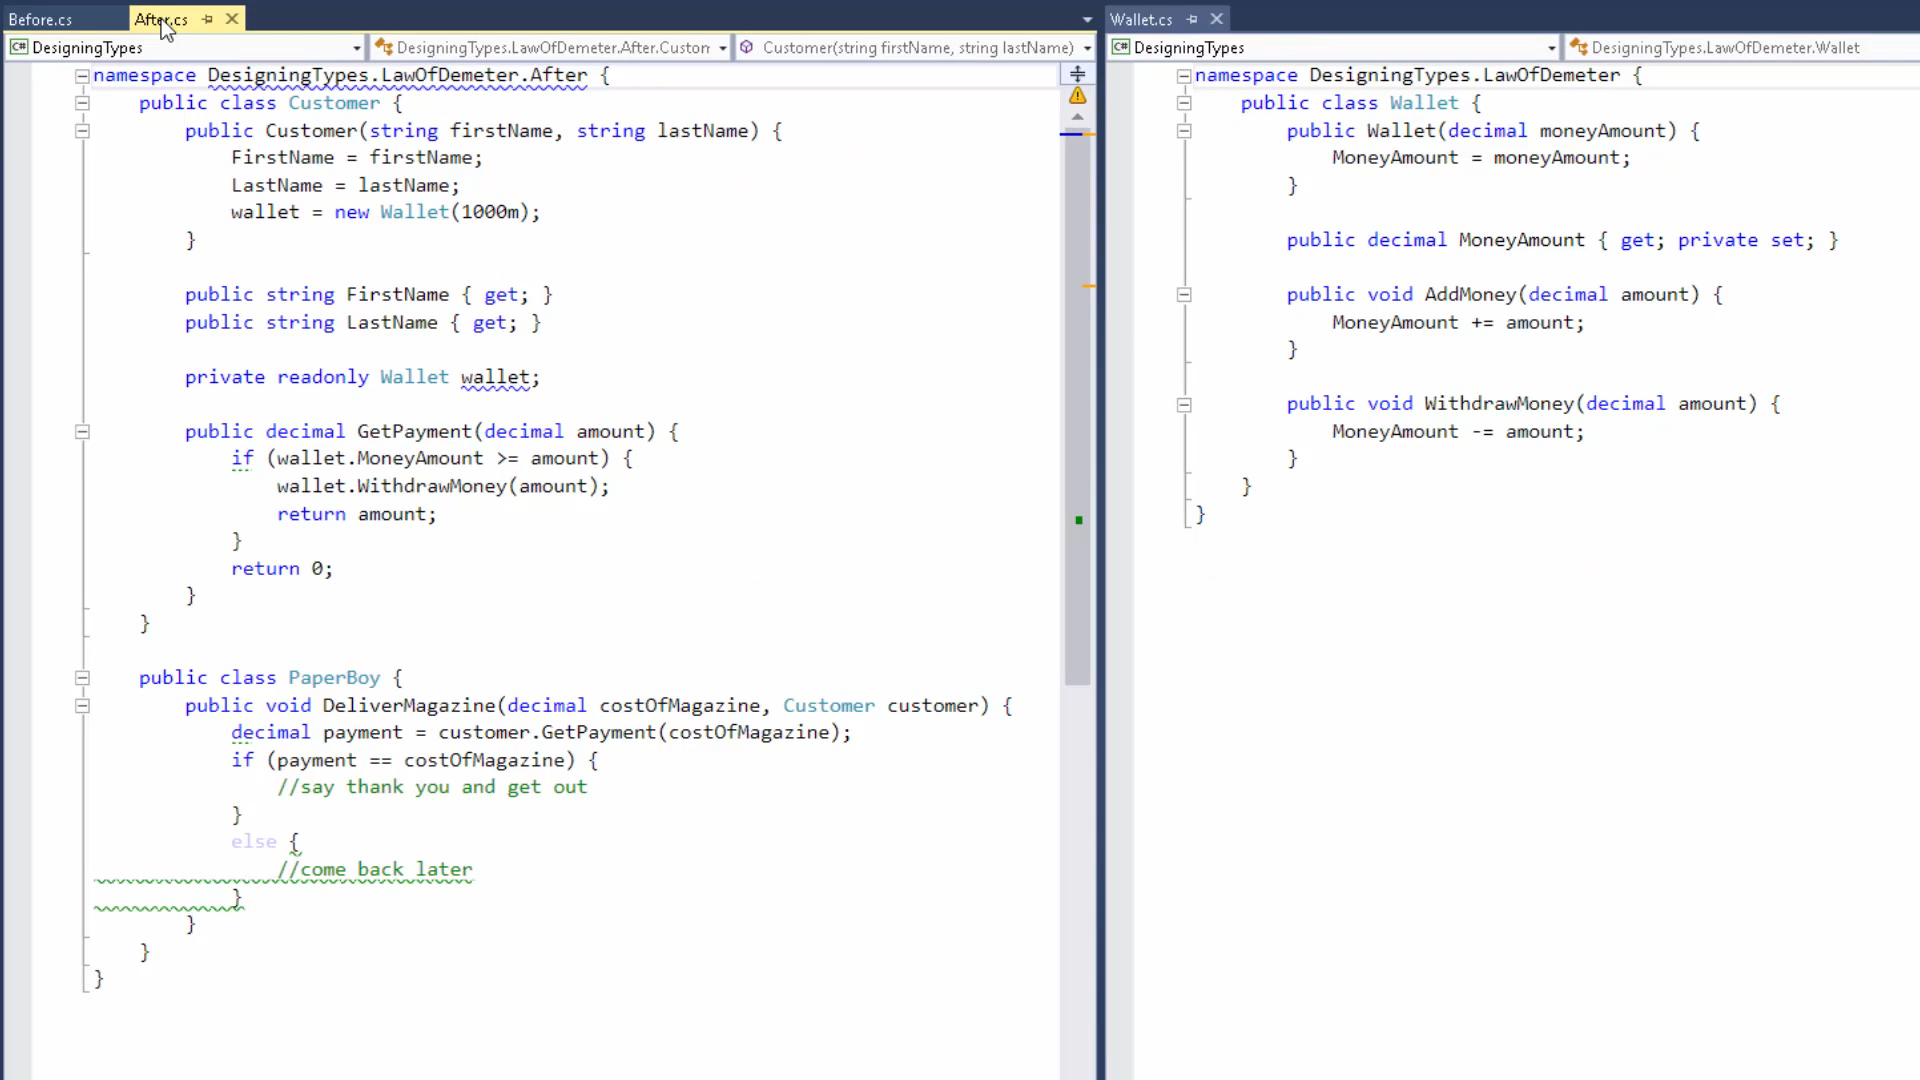 Before.cs
After.cs
Wallet.cs
DesigningTypes
DesigningTypes.LawOfDemeter.After.Custom
Customer(string firstName, string lastName)
DesigningTypes
DesigningTypes.LawOfDemeter.Wallet
namespace DesigningTypes.LawOfDemeter.After {
public class Customer {
public Customer(string firstName, string lastName) {
FirstName = firstName;
LastName = lastName;
wallet = new Wallet(1000m);
}
public string FirstName { get; }
public string LastName { get; }
private readonly Wallet wallet;
public decimal GetPayment(decimal amount) {
if (wallet.MoneyAmount >= amount) {
wallet.WithdrawMoney(amount);
return amount;
}
return 0;
}
}
public class PaperBoy {
public void DeliverMagazine(decimal costOfMagazine, Customer customer) {
decimal payment = customer.GetPayment(costOfMagazine);
if (payment == costOfMagazine) {
//say thank you and get out
}
else {
//come back later
}
}
}
}
namespace DesigningTypes.LawOfDemeter {
public class Wallet {
public Wallet(decimal moneyAmount) {
MoneyAmount = moneyAmount;
}
public decimal MoneyAmount { get; private set; }
public void AddMoney(decimal amount) {
MoneyAmount += amount;
}
public void WithdrawMoney(decimal amount) {
MoneyAmount -= amount;
}
}
}